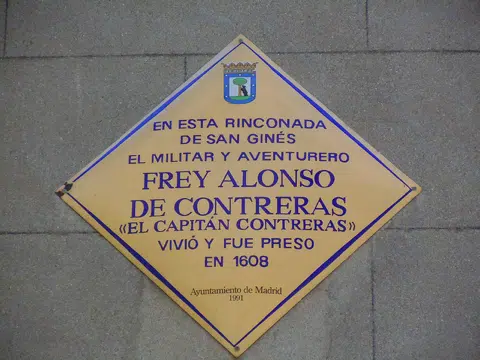 EN ESTA RINCONADA
DE SAN GINÉS
EL MILITAR Y AVENTURERO
FREY ALONSO
DE CONTRERAS
«EL CAPITÁN CONTRERAS»
VIVIÓ Y FUE PRESO
EN 1608
Ayuntamiento de Madrid
1991